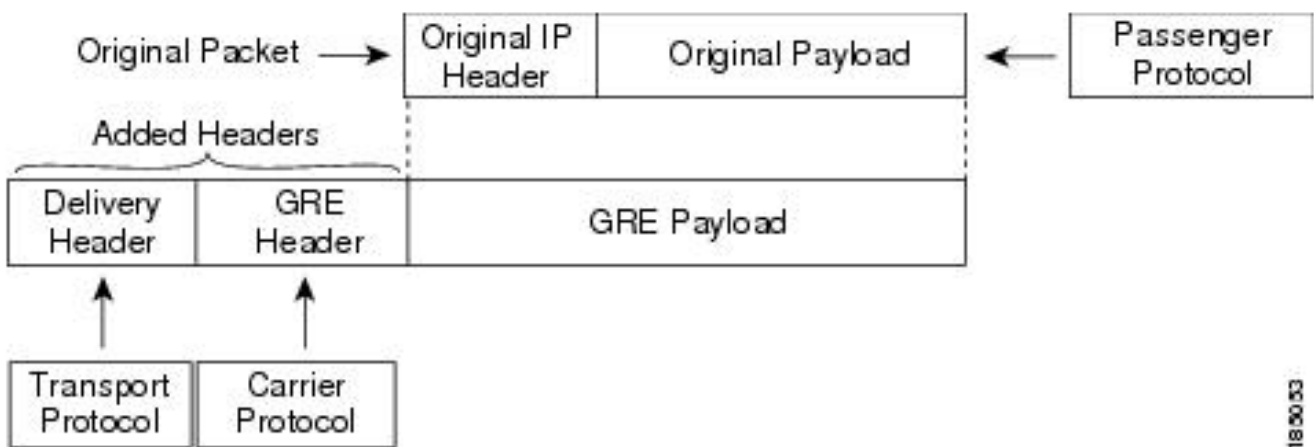 Original Packet
Original IP
Header
Original Payload
Passenger
Protocol
Added Headers
Delivery
Header
GRE
Header
GRE Payload
Transport
Protocol
Carrier
Protocol
185053